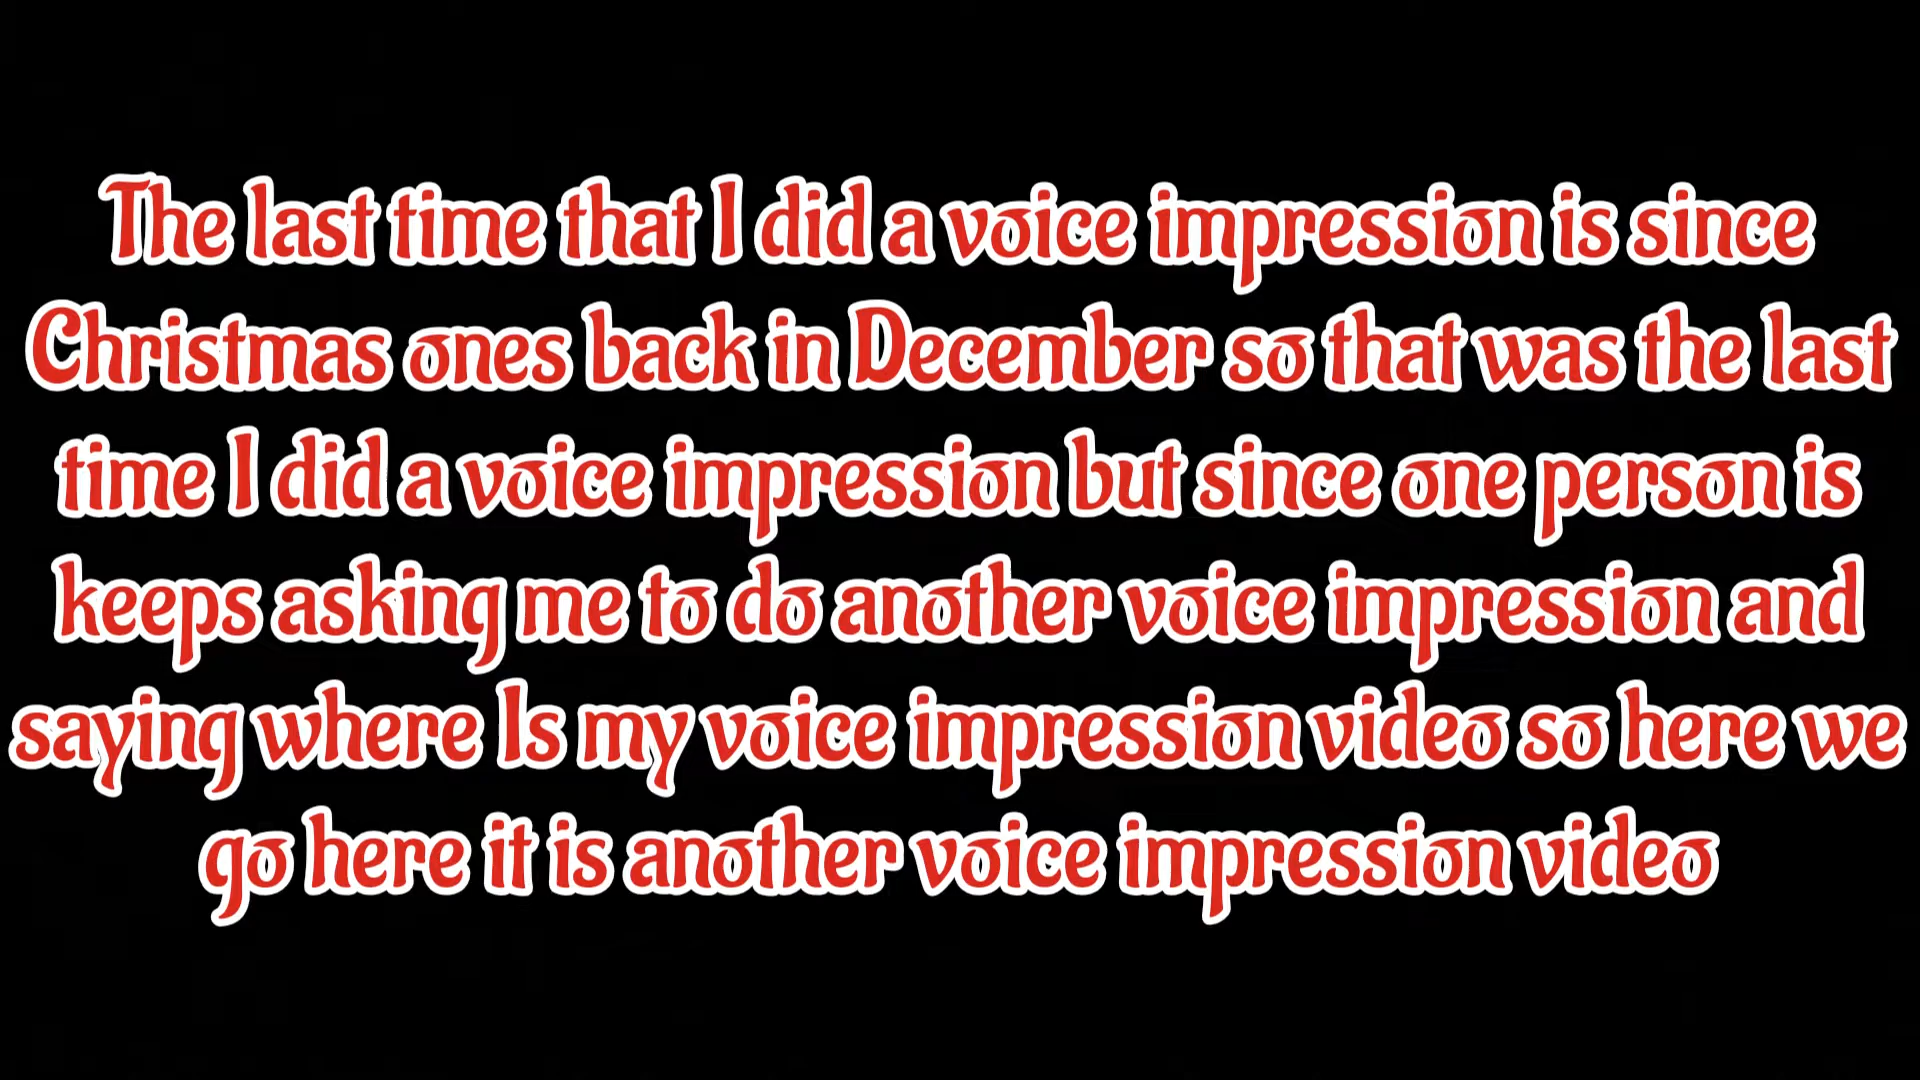 The last time that I did a voice impression is since
Christmas ones back in December so that was the last
time I did a voice impression but since one person is
keeps asking me to do another voice impression and
saying where Is my voice impression video so here we
go here it is another voice impression video